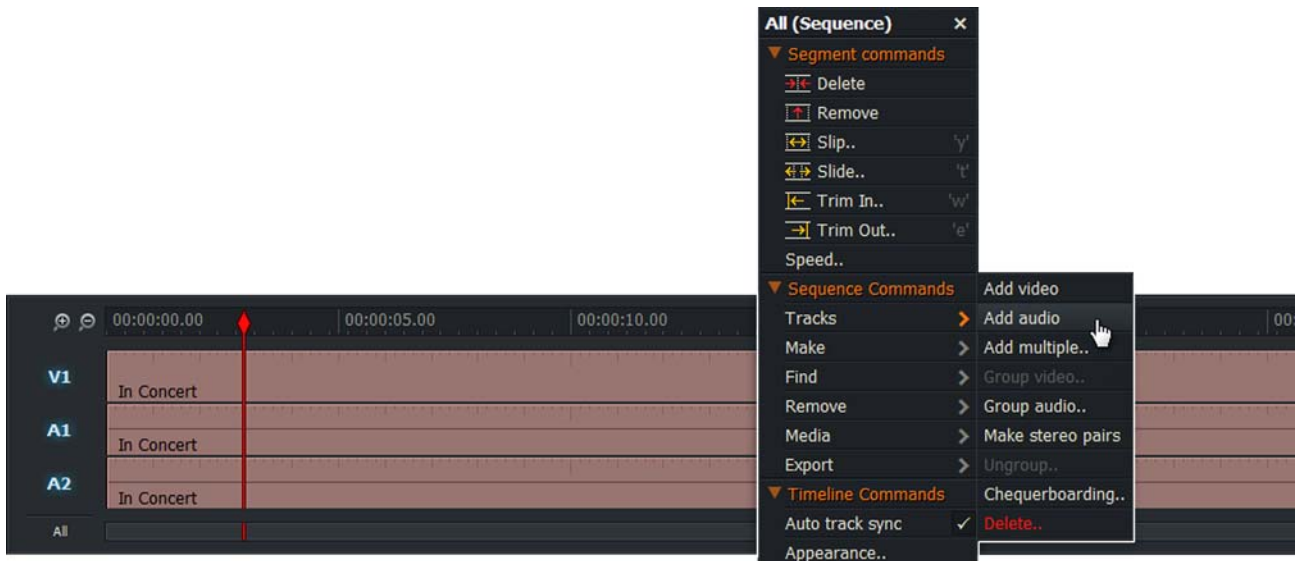 All (Sequence) ×
Segment commands
Delete
Remove
Slip.. 'y'
Slide.. 't'
Trim In.. 'w'
Trim Out.. 'e'
Speed..
Sequence Commands
Tracks
Make
Find
Remove
Media
Export
Timeline Commands
Auto track sync ✓
Appearance..
Add video
Add audio
Add multiple..
Group video..
Group audio..
Make stereo pairs
Ungroup..
Chequerboarding..
Delete..
00:00:00.00 00:00:05.00 00:00:10.00 00:
V1 In Concert
A1 In Concert
A2 In Concert
All